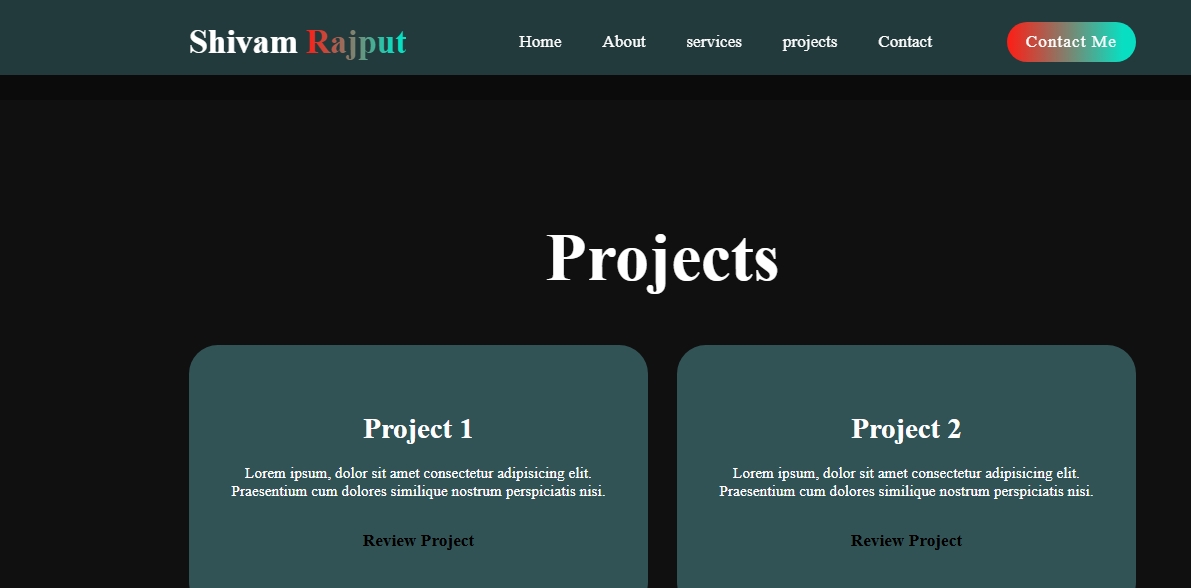 Shivam Rajput
Home About services projects Contact
Contact Me
Projects
Project 1
Lorem ipsum, dolor sit amet consectetur adipisicing elit.
Praesentium cum dolores similique nostrum perspiciatis nisi.
Review Project
Project 2
Lorem ipsum, dolor sit amet consectetur adipisicing elit.
Praesentium cum dolores similique nostrum perspiciatis nisi.
Review Project